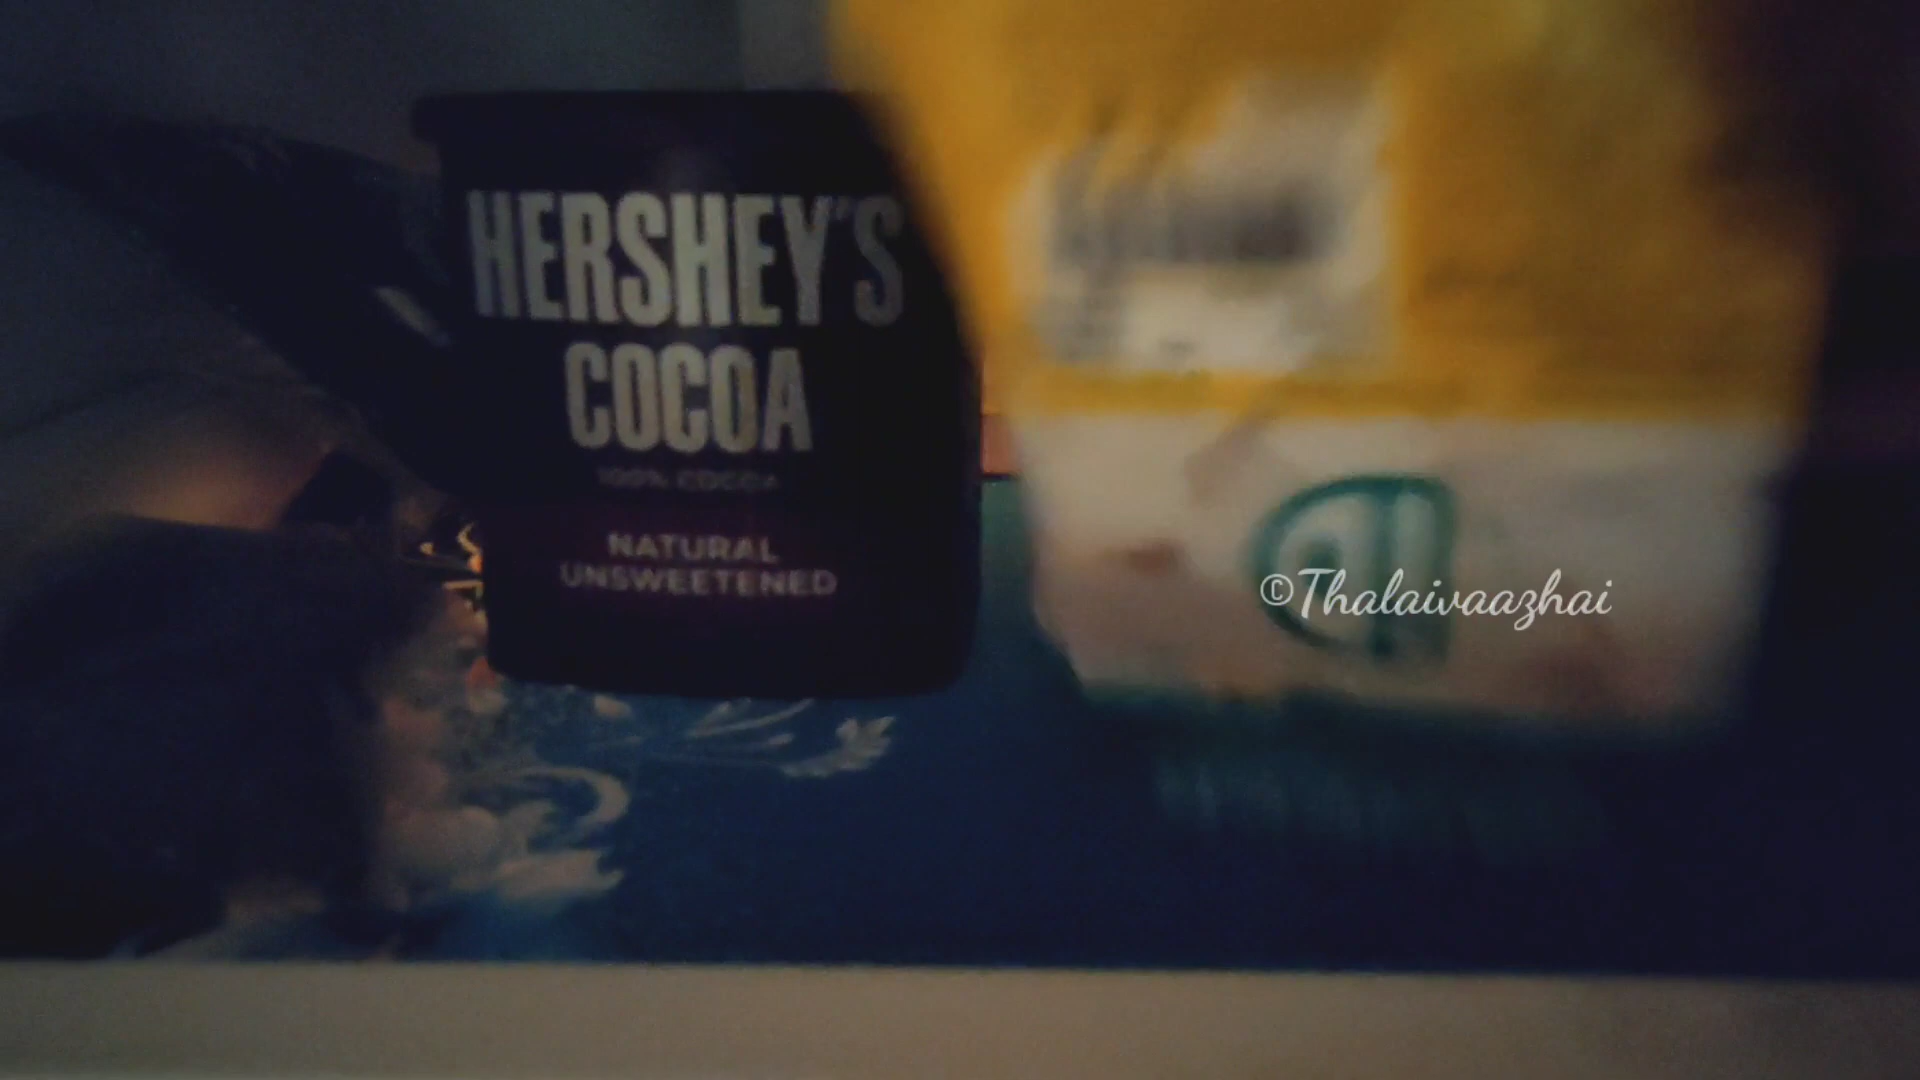 HERSHEY'S
COCOA
100% COCOA
NATURAL
UNSWEETENED
©Thalaivaazhai